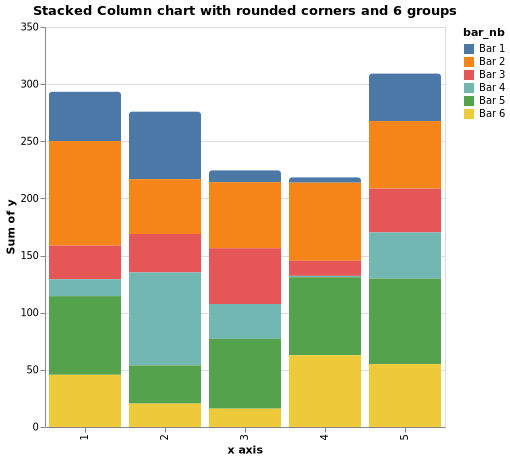 Stacked Column chart with rounded corners and 6 groups
bar_nb
Bar 1
Bar 2
Bar 3
Bar 4
Bar 5
Bar 6
Sum of y
350
300
250
200
150
100
50
0
1
2
3
4
5
x axis